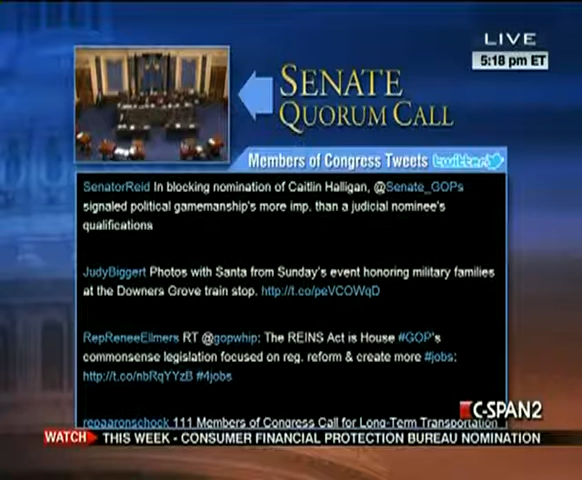 LIVE
5:18 pm ET
SENATE
QUORUM CALL
Members of Congress Tweets twitter
SenatorReid In blocking nomination of Caitlin Halligan, @Senate_GOPs
signaled political gamemanship's more imp, than a judicial nominee's
qualifications
JudyBiggert Photos with Santa from Sunday's event honoring military families
at the Downers Grove train stop. http://t.co/peVCOWqD
RepReneeEllmers RT @gopwhip: The REINS Act is House #GOP's
commonsense legislation focused on reg. reform & create more #jobs:
http://t.co/nbRqYYzB #4jobs
repaaronschock 111 Members of Congress Call for Long-Term Transportation
C-SPAN2
WATCH THIS WEEK - CONSUMER FINANCIAL PROTECTION BUREAU NOMINATION